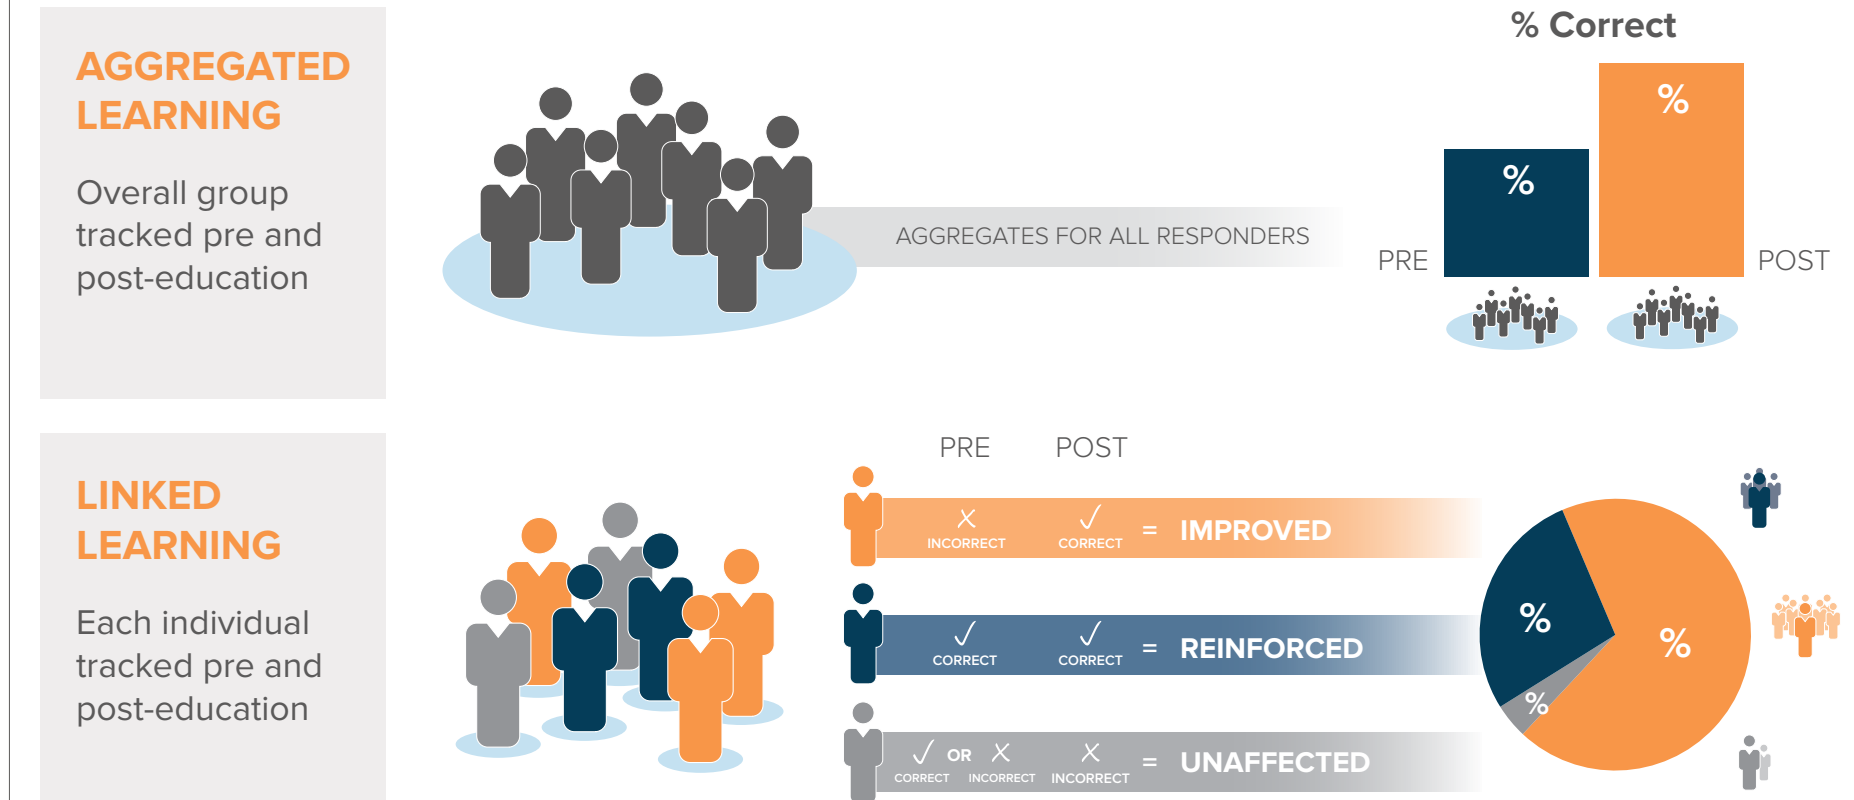 AGGREGATED
LEARNING
Overall group
tracked pre and
post-education
AGGREGATES FOR ALL RESPONDERS
% Correct
%
%
PRE
POST
LINKED
LEARNING
Each individual
tracked pre and
post-education
PRE POST
INCORRECT CORRECT = IMPROVED
CORRECT CORRECT = REINFORCED
OR
CORRECT INCORRECT INCORRECT = UNAFFECTED
%
%
%